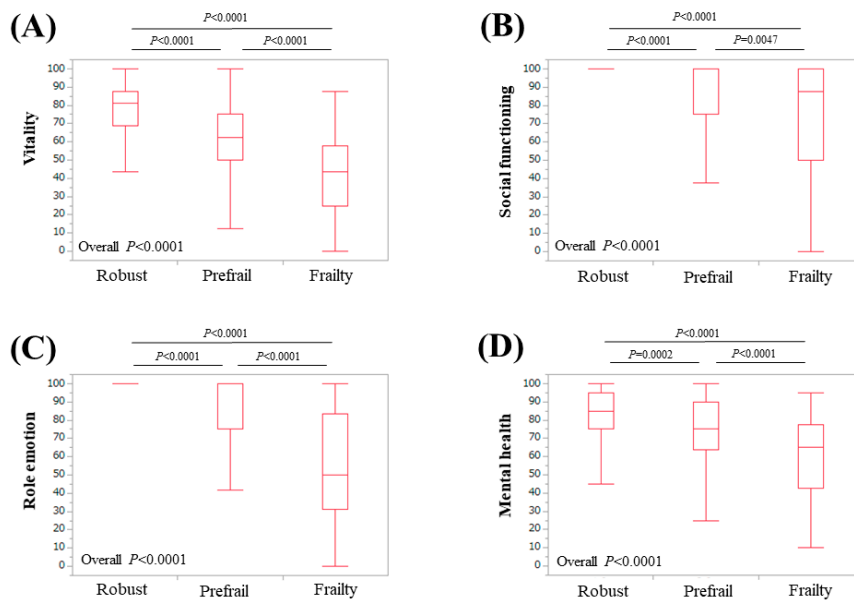 (A)
P<0.0001
P<0.0001
P<0.0001
Vitality
100
90
80
70
60
50
40
30
20
10
0
Overall P<0.0001
Robust
Prefrail
Frailty
(B)
P<0.0001
P<0.0001
P=0.0047
Social functioning
100
90
80
70
60
50
40
30
20
10
0
Overall P<0.0001
Robust
Prefrail
Frailty
(C)
P<0.0001
P<0.0001
P<0.0001
Role emotion
100
90
80
70
60
50
40
30
20
10
0
Overall P<0.0001
Robust
Prefrail
Frailty
(D)
P<0.0001
P=0.0002
P<0.0001
Mental health
100
90
80
70
60
50
40
30
20
10
0
Overall P<0.0001
Robust
Prefrail
Frailty